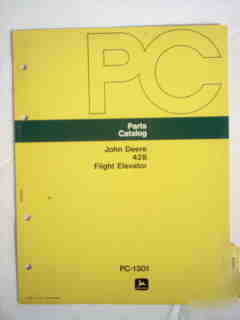 PC
Parts
Catalog
John Deere
428
Flight Elevator
PC-1301